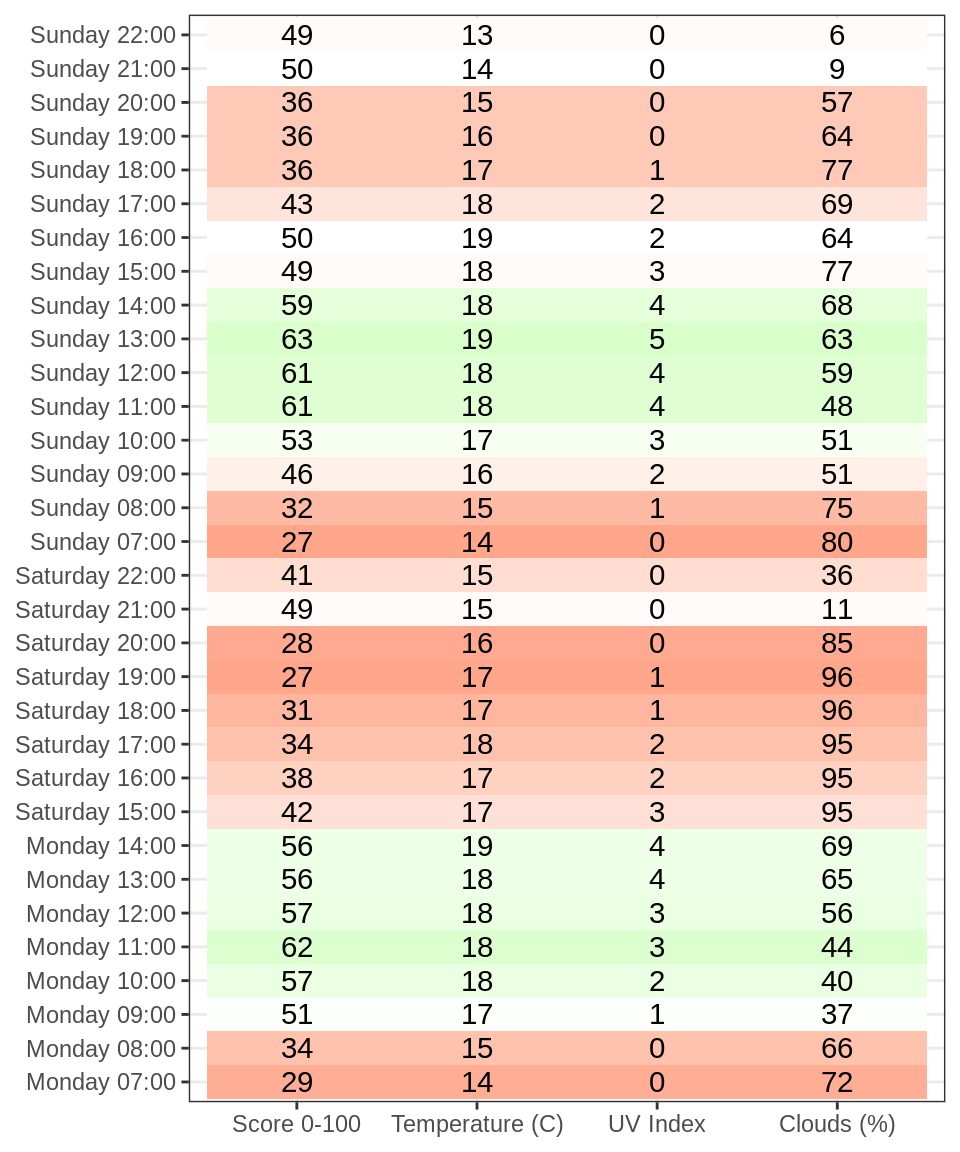 Sunday 22:00 49 13 0 6
Sunday 21:00 50 14 0 9
Sunday 20:00 36 15 0 57
Sunday 19:00 36 16 0 64
Sunday 18:00 36 17 1 77
Sunday 17:00 43 18 2 69
Sunday 16:00 50 19 2 64
Sunday 15:00 49 18 3 77
Sunday 14:00 59 18 4 68
Sunday 13:00 63 19 5 63
Sunday 12:00 61 18 4 59
Sunday 11:00 61 18 4 48
Sunday 10:00 53 17 3 51
Sunday 09:00 46 16 2 51
Sunday 08:00 32 15 1 75
Sunday 07:00 27 14 0 80
Saturday 22:00 41 15 0 36
Saturday 21:00 49 15 0 11
Saturday 20:00 28 16 0 85
Saturday 19:00 27 17 1 96
Saturday 18:00 31 17 1 96
Saturday 17:00 34 18 2 95
Saturday 16:00 38 17 2 95
Saturday 15:00 42 17 3 95
Monday 14:00 56 19 4 69
Monday 13:00 56 18 4 65
Monday 12:00 57 18 3 56
Monday 11:00 62 18 3 44
Monday 10:00 57 18 2 40
Monday 09:00 51 17 1 37
Monday 08:00 34 15 0 66
Monday 07:00 29 14 0 72
Score 0-100 Temperature (C) UV Index Clouds (%)